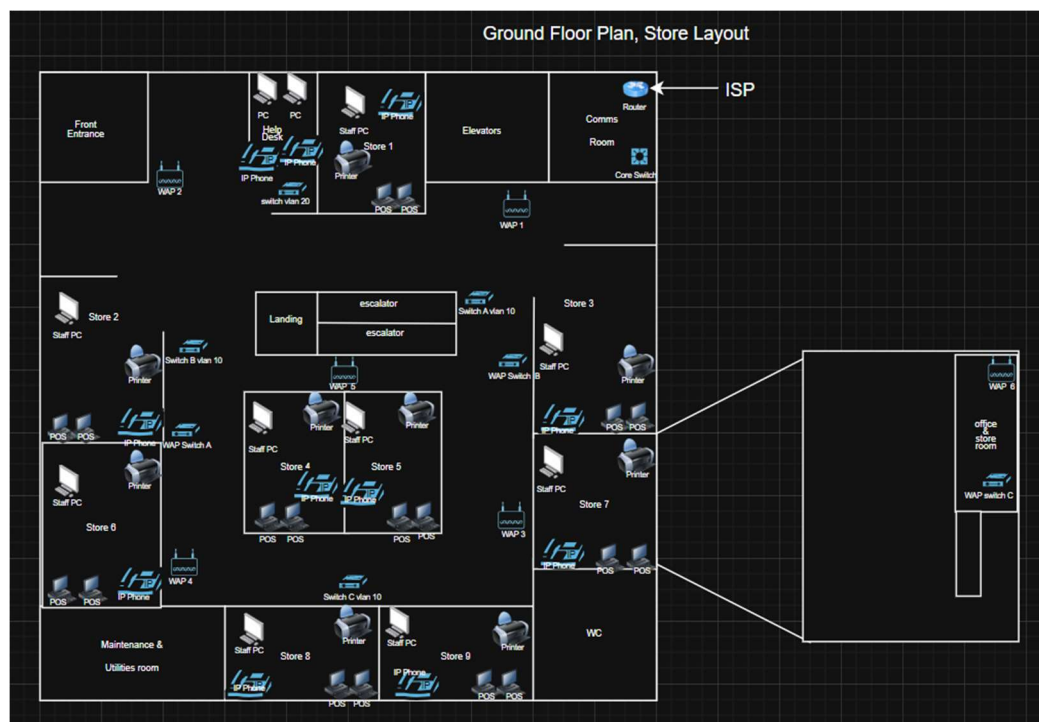 Ground Floor Plan, Store Layout
ISP
Front
Entrance
PC PC
Help
Desk
IP Phone
IP Phone
switch vlan 20
WAP 2
Staff PC
IP Phone
Store 1
Printer
POS POS
Elevators
Router
Comms
Room
Core Switch
WAP 1
Store 2
Staff PC
Printer
POS POS
IP Phone
Switch B vlan 10
WAP Switch A
Landing
escalator
escalator
Switch A vlan 10
WAP 5
WAP Switch B
Store 3
Staff PC
Printer
IP Phone
POS POS
Staff PC
Printer
Store 4
IP Phone
POS POS
Staff PC
Printer
Store 5
IP Phone
POS POS
Printer
Staff PC
Store 6
POS POS
IP Phone
WAP 4
WAP 3
Staff PC
Printer
Store 7
IP Phone
POS POS
WAP 6
office
&
store
room
WAP switch C
Switch C vlan 10
Maintenance &
Utilities room
Staff PC
Printer
Store 8
IP Phone
POS POS
Staff PC
Printer
Store 9
IP Phone
POS POS
WC